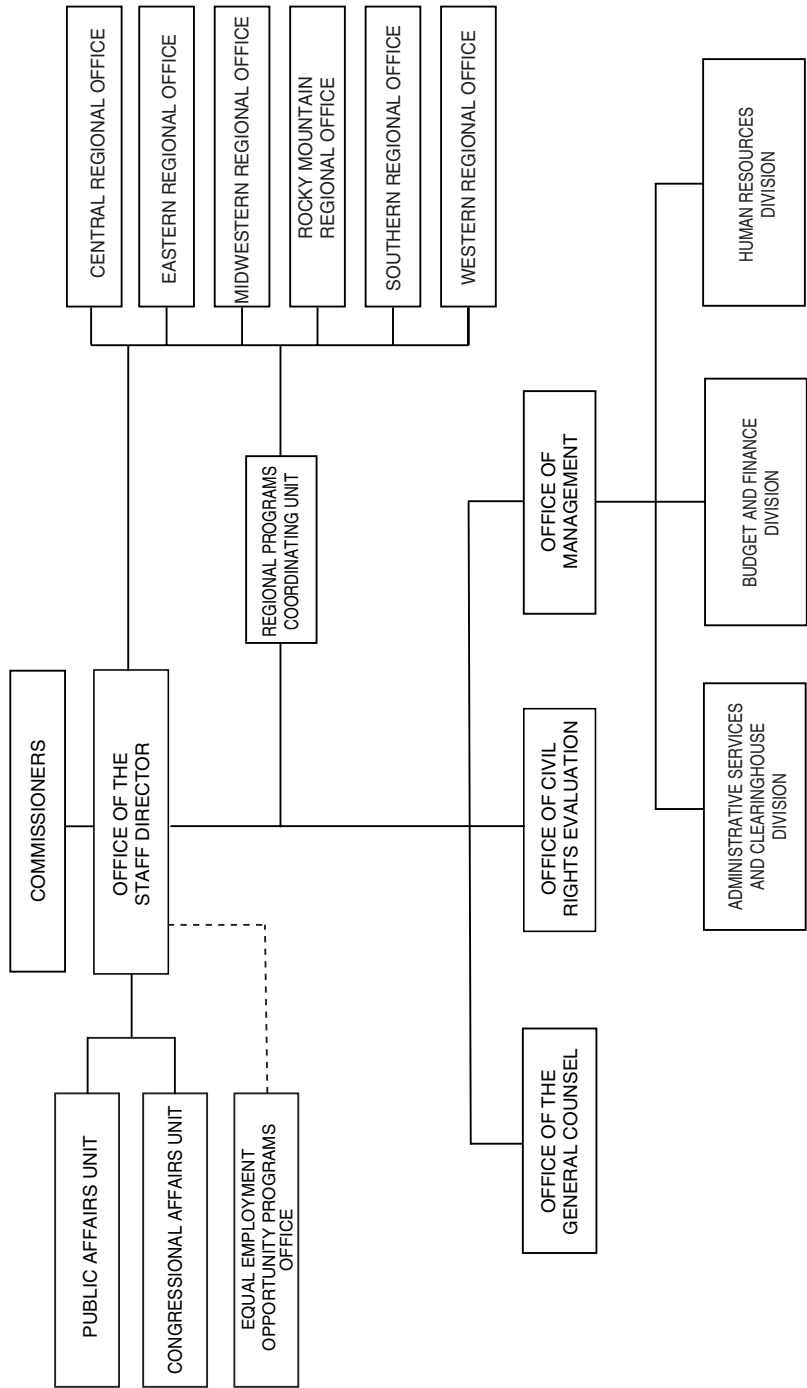 COMMISSIONERS
OFFICE OF THE
STAFF DIRECTOR
PUBLIC AFFAIRS UNIT
CONGRESSIONAL AFFAIRS UNIT
EQUAL EMPLOYMENT
OPPORTUNITY PROGRAMS
OFFICE
REGIONAL PROGRAMS
COORDINATING UNIT
CENTRAL REGIONAL OFFICE
EASTERN REGIONAL OFFICE
MIDWESTERN REGIONAL OFFICE
ROCKY MOUNTAIN
REGIONAL OFFICE
SOUTHERN REGIONAL OFFICE
WESTERN REGIONAL OFFICE
OFFICE OF THE
GENERAL COUNSEL
OFFICE OF CIVIL
RIGHTS EVALUATION
OFFICE OF
MANAGEMENT
ADMINISTRATIVE SERVICES
AND CLEARINGHOUSE
DIVISION
BUDGET AND FINANCE
DIVISION
HUMAN RESOURCES
DIVISION